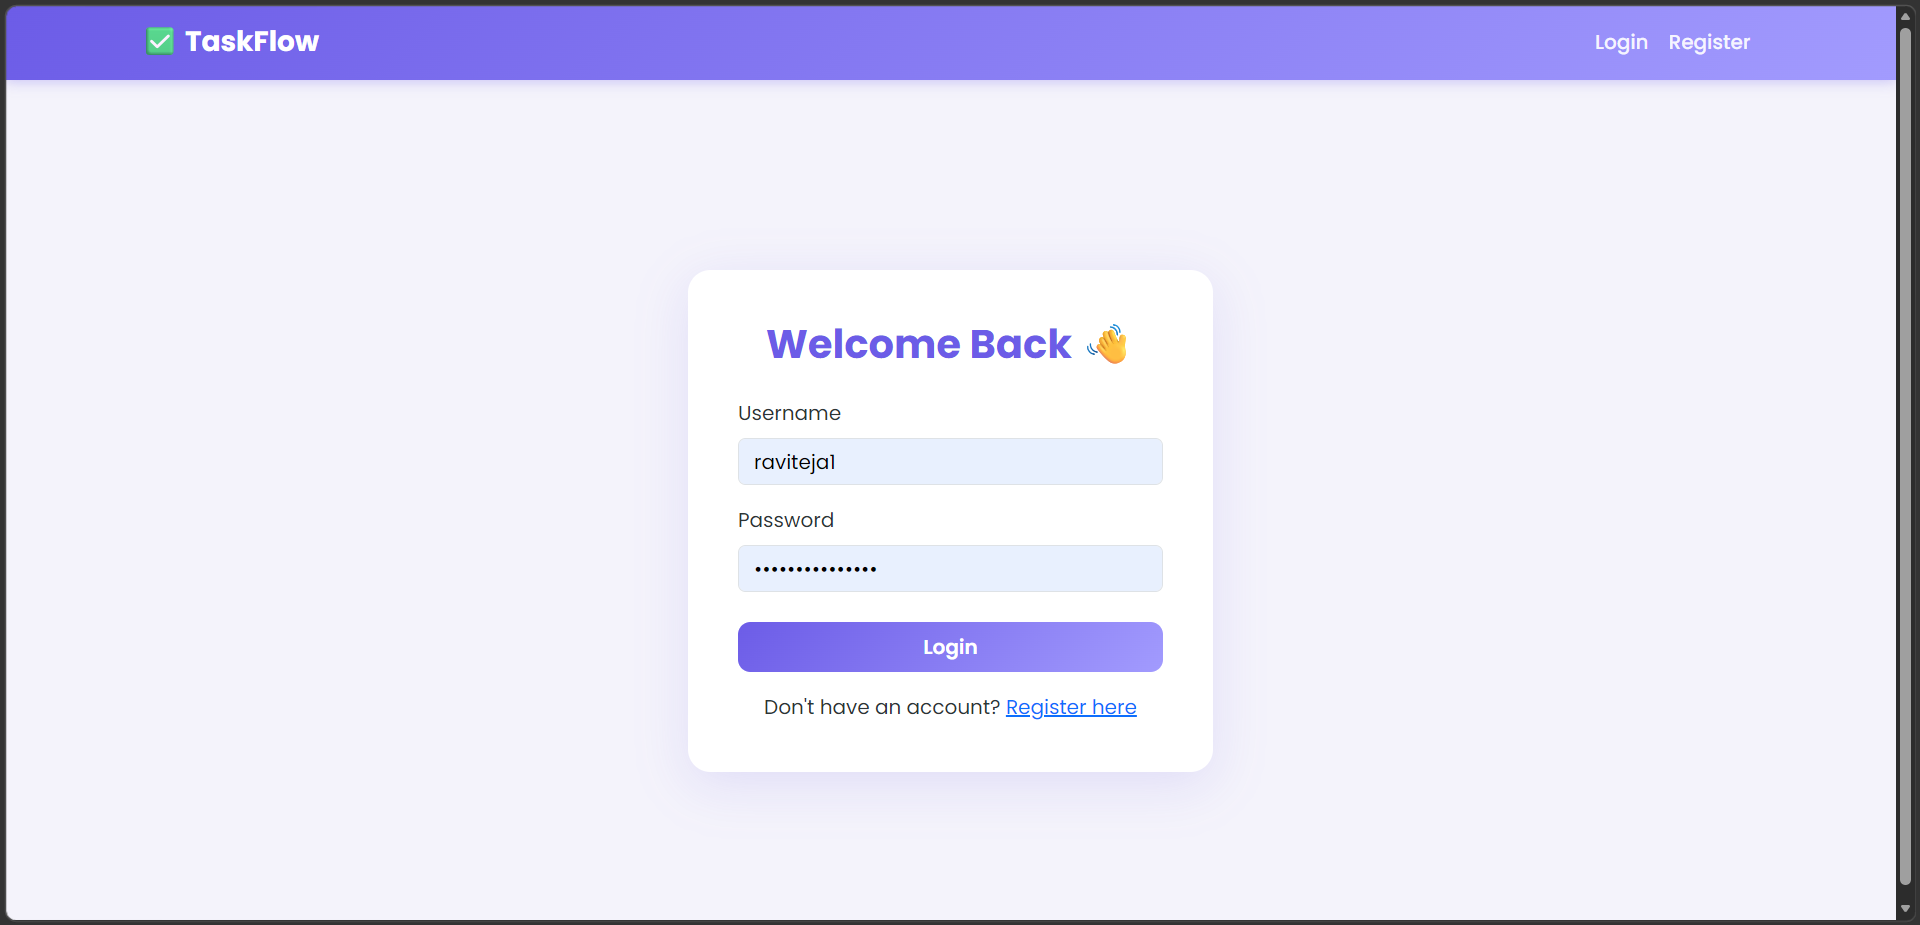 ✅ TaskFlow
Login Register
Welcome Back 👋
Username
raviteja1
Password
•••••••••••••••
Login
Don't have an account? Register here